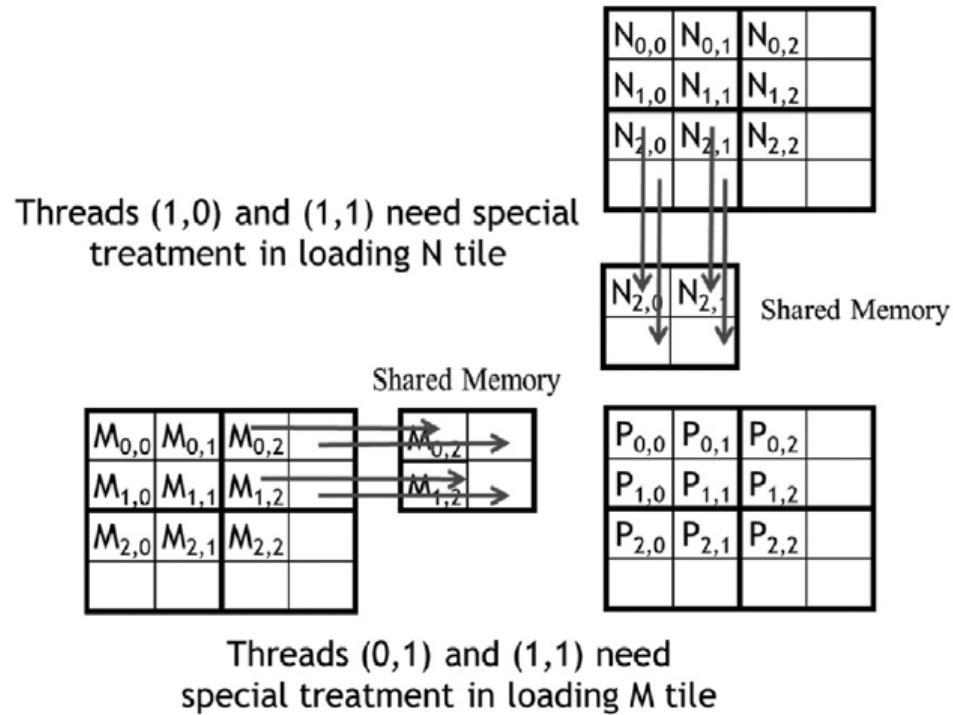 N0,0 N0,1 N0,2
N1,0 N1,1 N1,2
N2,0 N2,1 N2,2
Threads (1,0) and (1,1) need special
treatment in loading N tile
N2,0 N2,1
Shared Memory
Shared Memory
M0,0 M0,1 M0,2
M1,0 M1,1 M1,2
M2,0 M2,1 M2,2
M0,2
M1,2
P0,0 P0,1 P0,2
P1,0 P1,1 P1,2
P2,0 P2,1 P2,2
Threads (0,1) and (1,1) need
special treatment in loading M tile